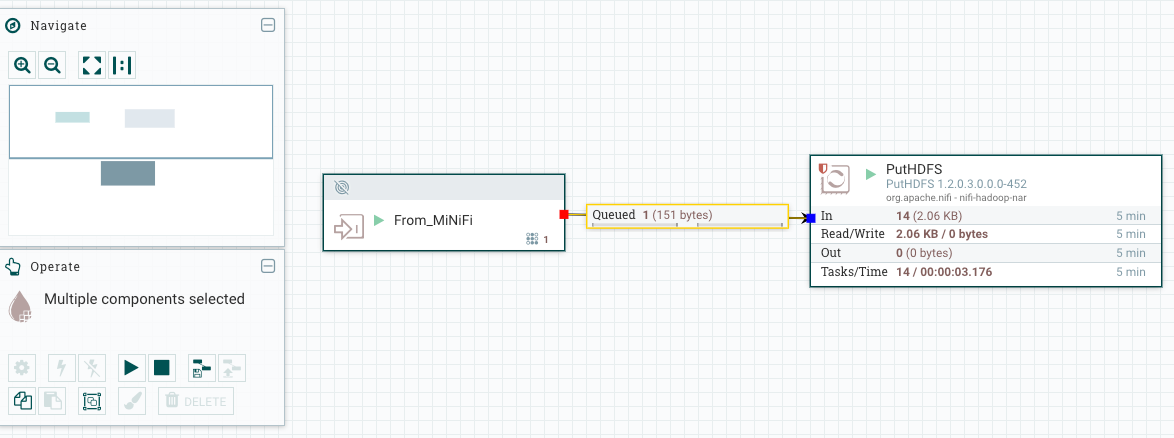 Navigate
Operate
Multiple components selected
DELETE
From_MiNiFi
1
Queued 1 (151 bytes)
PutHDFS
PutHDFS 1.2.0.3.0.0.0-452
org.apache.nifi - nifi-hadoop-nar
In 14 (2.06 KB) 5 min
Read/Write 2.06 KB / 0 bytes 5 min
Out 0 (0 bytes) 5 min
Tasks/Time 14 / 00:00:03.176 5 min